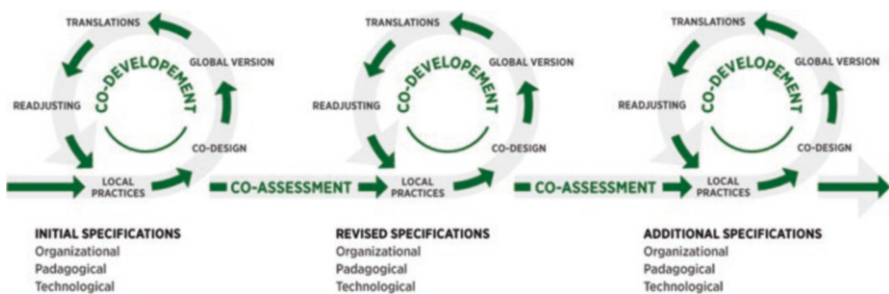 TRANSLATIONS
CO-DEVELOPEMENT
GLOBAL VERSION
READJUSTING
CO-DESIGN
LOCAL
PRACTICES
CO-ASSESSMENT
TRANSLATIONS
CO-DEVELOPEMENT
GLOBAL VERSION
READJUSTING
CO-DESIGN
LOCAL
PRACTICES
CO-ASSESSMENT
TRANSLATIONS
CO-DEVELOPEMENT
GLOBAL VERSION
READJUSTING
CO-DESIGN
LOCAL
PRACTICES
INITIAL SPECIFICATIONS
Organizational
Padagogical
Technological
REVISED SPECIFICATIONS
Organizational
Padagogical
Technological
ADDITIONAL SPECIFICATIONS
Organizational
Padagogical
Technological